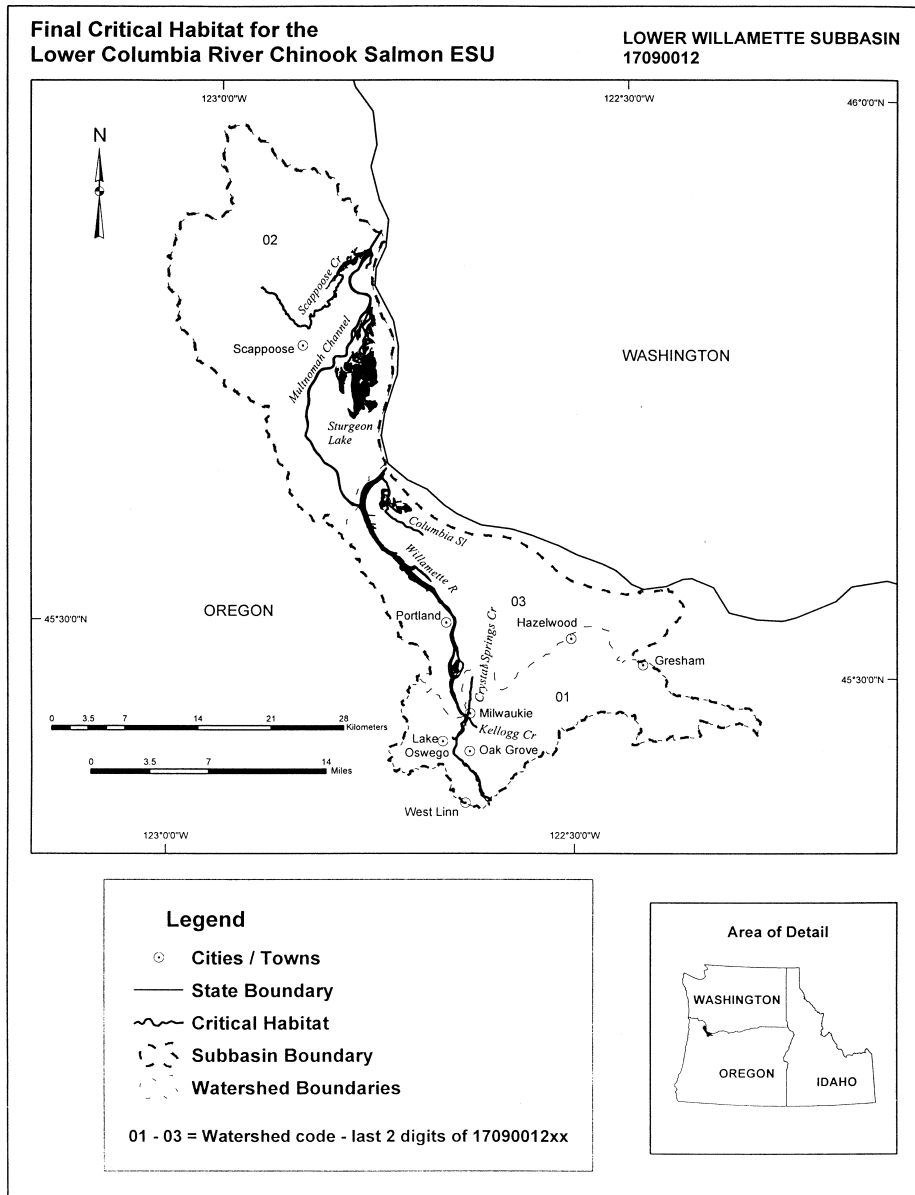 Final Critical Habitat for the
Lower Columbia River Chinook Salmon ESU
LOWER WILLAMETTE SUBBASIN
17090012
123°0'0"W
122°30'0"W
46°0'0"N
N
02
Scappoose Cr
Scappoose
Multnomah Channel
WASHINGTON
Sturgeon
Lake
Columbia Sl
Willamette R
OREGON
03
45°30'0"N
Portland
Hazelwood
Crystal Springs Cr
Gresham
45°30'0"N
01
0 3.5 7 14 21 28
Kilometers
Milwaukie
Kellogg Cr
Lake
Oswego
Oak Grove
0 3.5 7 14
Miles
West Linn
123°0'0"W
122°30'0"W
Legend
Cities / Towns
State Boundary
Critical Habitat
Subbasin Boundary
Watershed Boundaries
01 - 03 = Watershed code - last 2 digits of 17090012xx
Area of Detail
WASHINGTON
OREGON
IDAHO